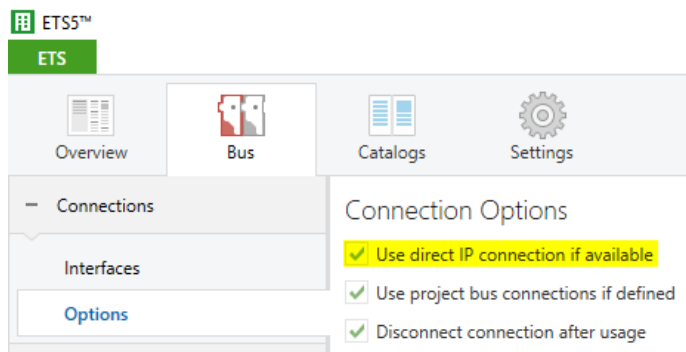 ETS5™
ETS
Overview
Bus
Catalogs
Settings
Connections
Interfaces
Options
Connection Options
Use direct IP connection if available
Use project bus connections if defined
Disconnect connection after usage